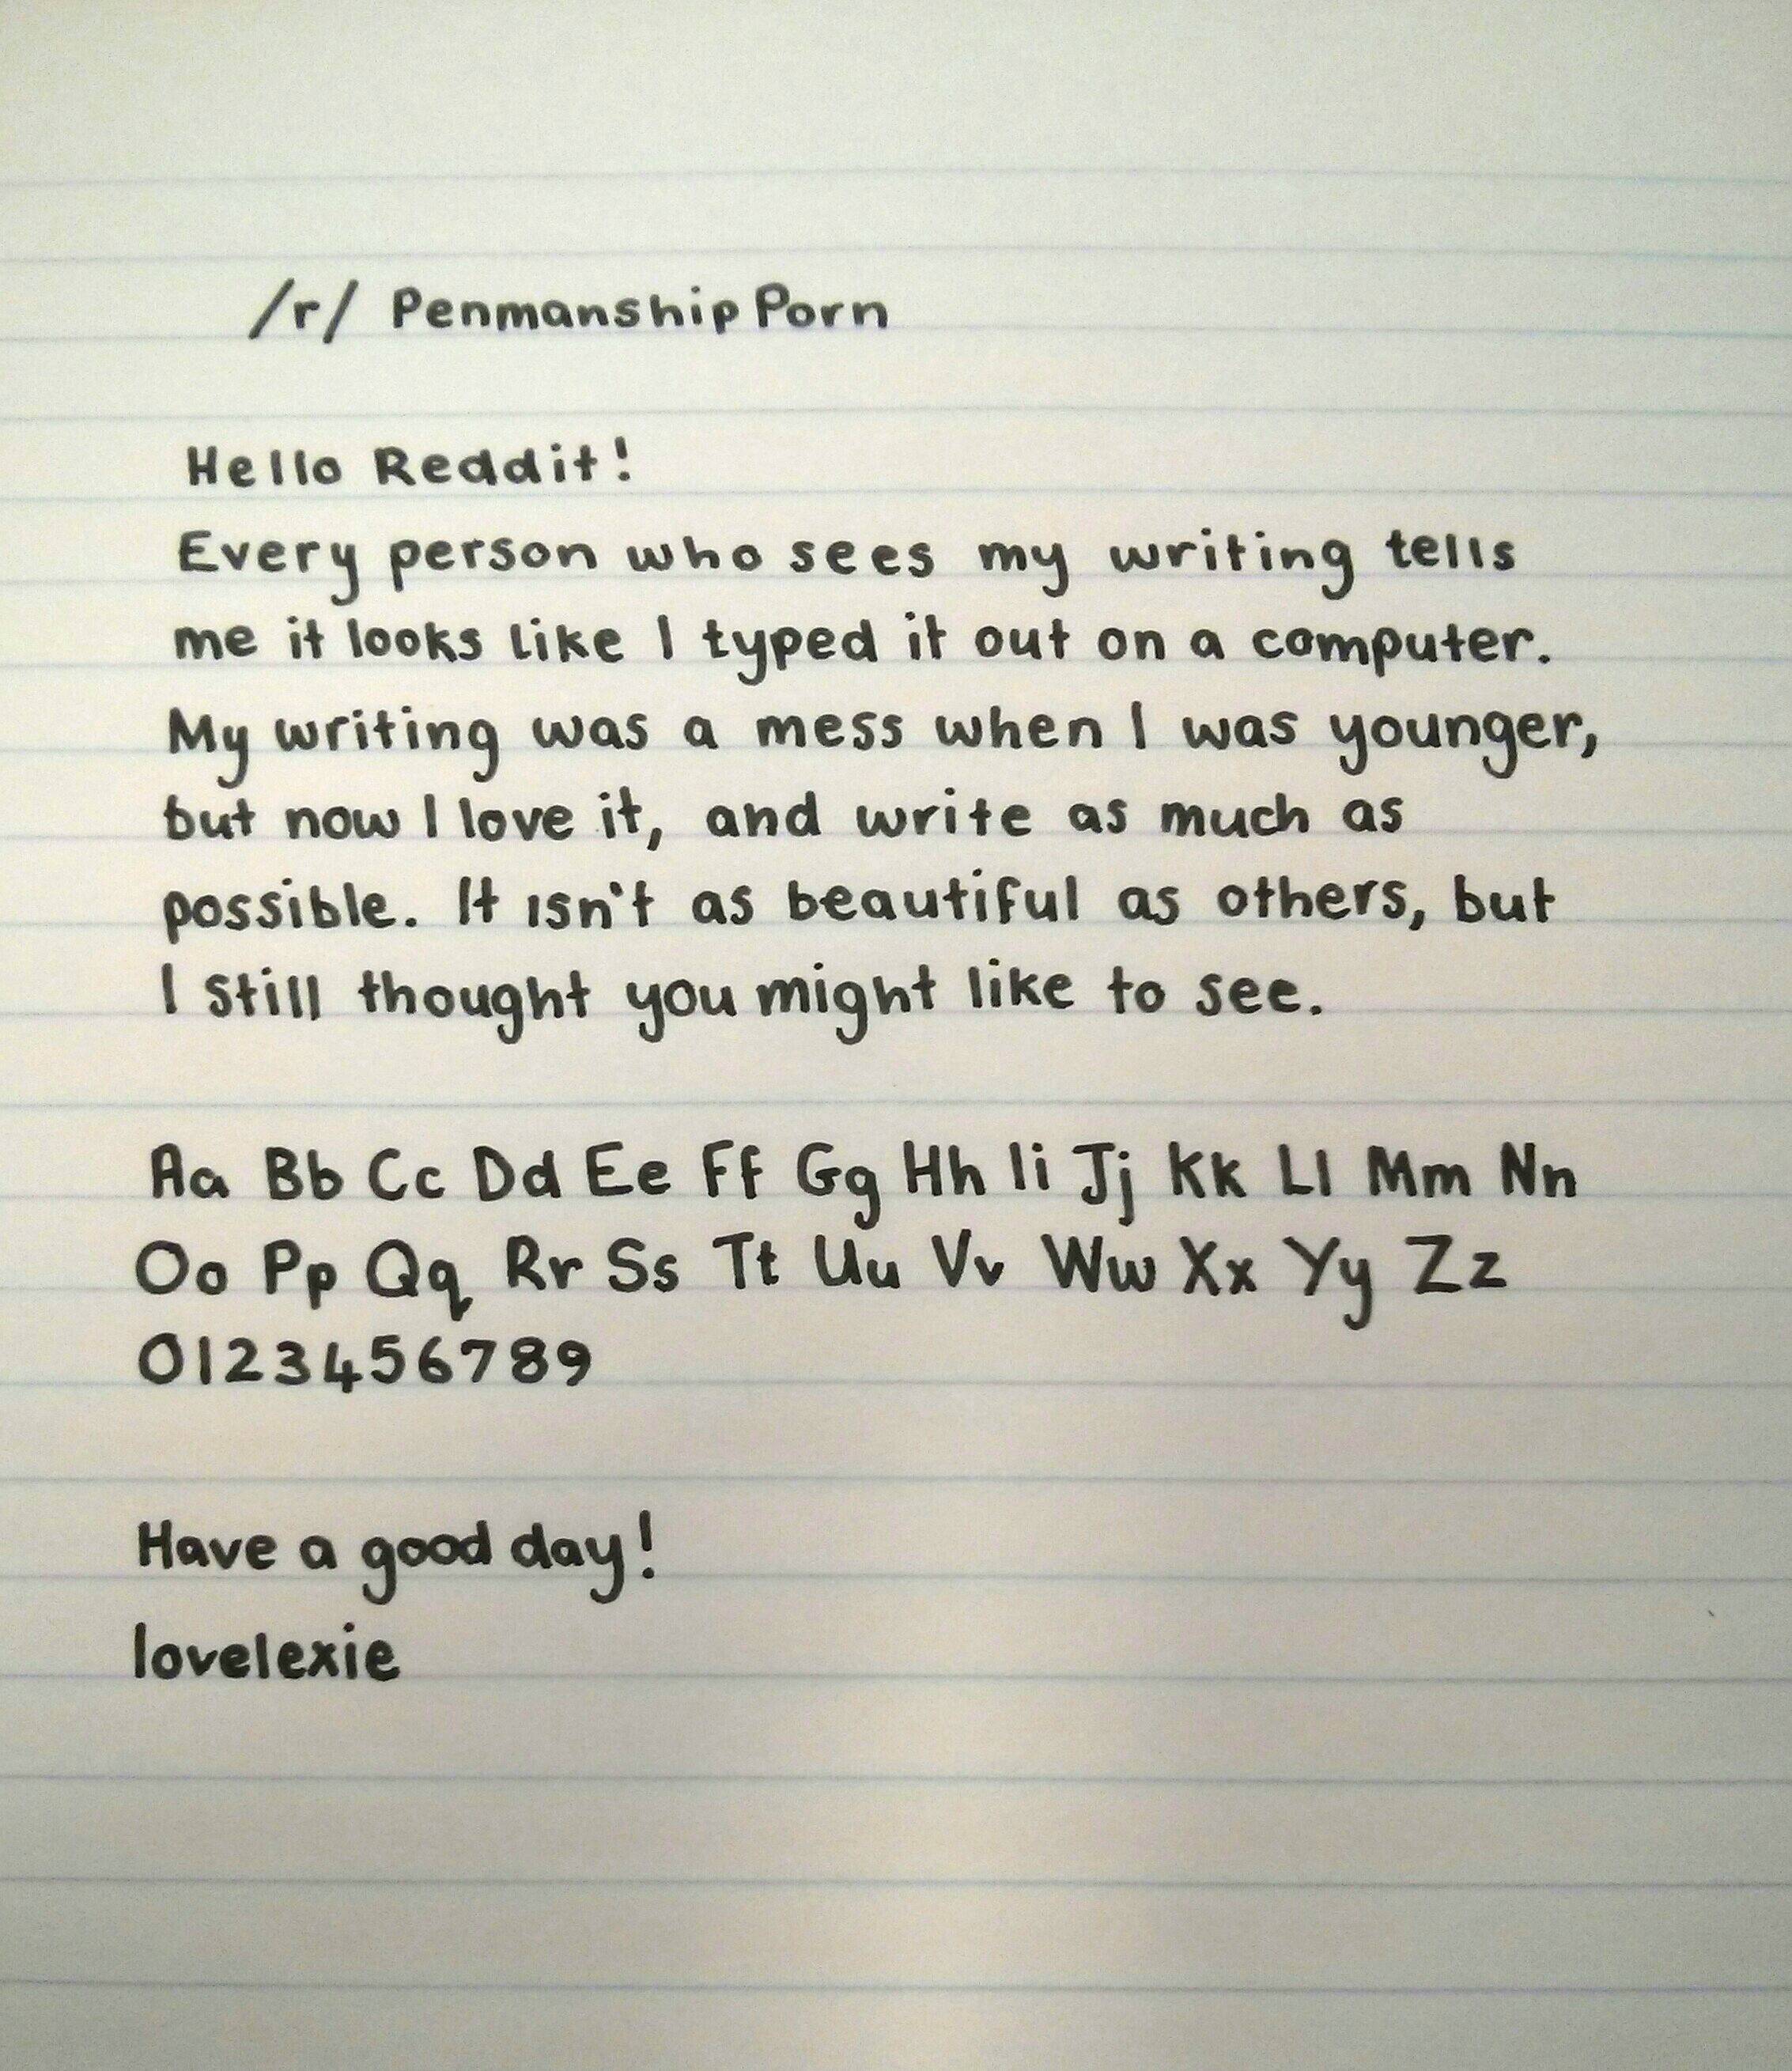 /r/ PenmanshipPorn
Hello Reddit!
Every person who sees my writing tells
me it looks like I typed it out on a computer.
My writing was a mess when I was younger,
but now I love it, and write as much as
possible. It isn't as beautiful as others, but
I still thought you might like to see.
Aa Bb Cc Dd Ee Ff Gg Hh Ii Jj Kk Ll Mm Nn
Oo Pp Qq Rr Ss Tt Uu Vv Ww Xx Yy Zz
0123456789
Have a good day!
lovelexie